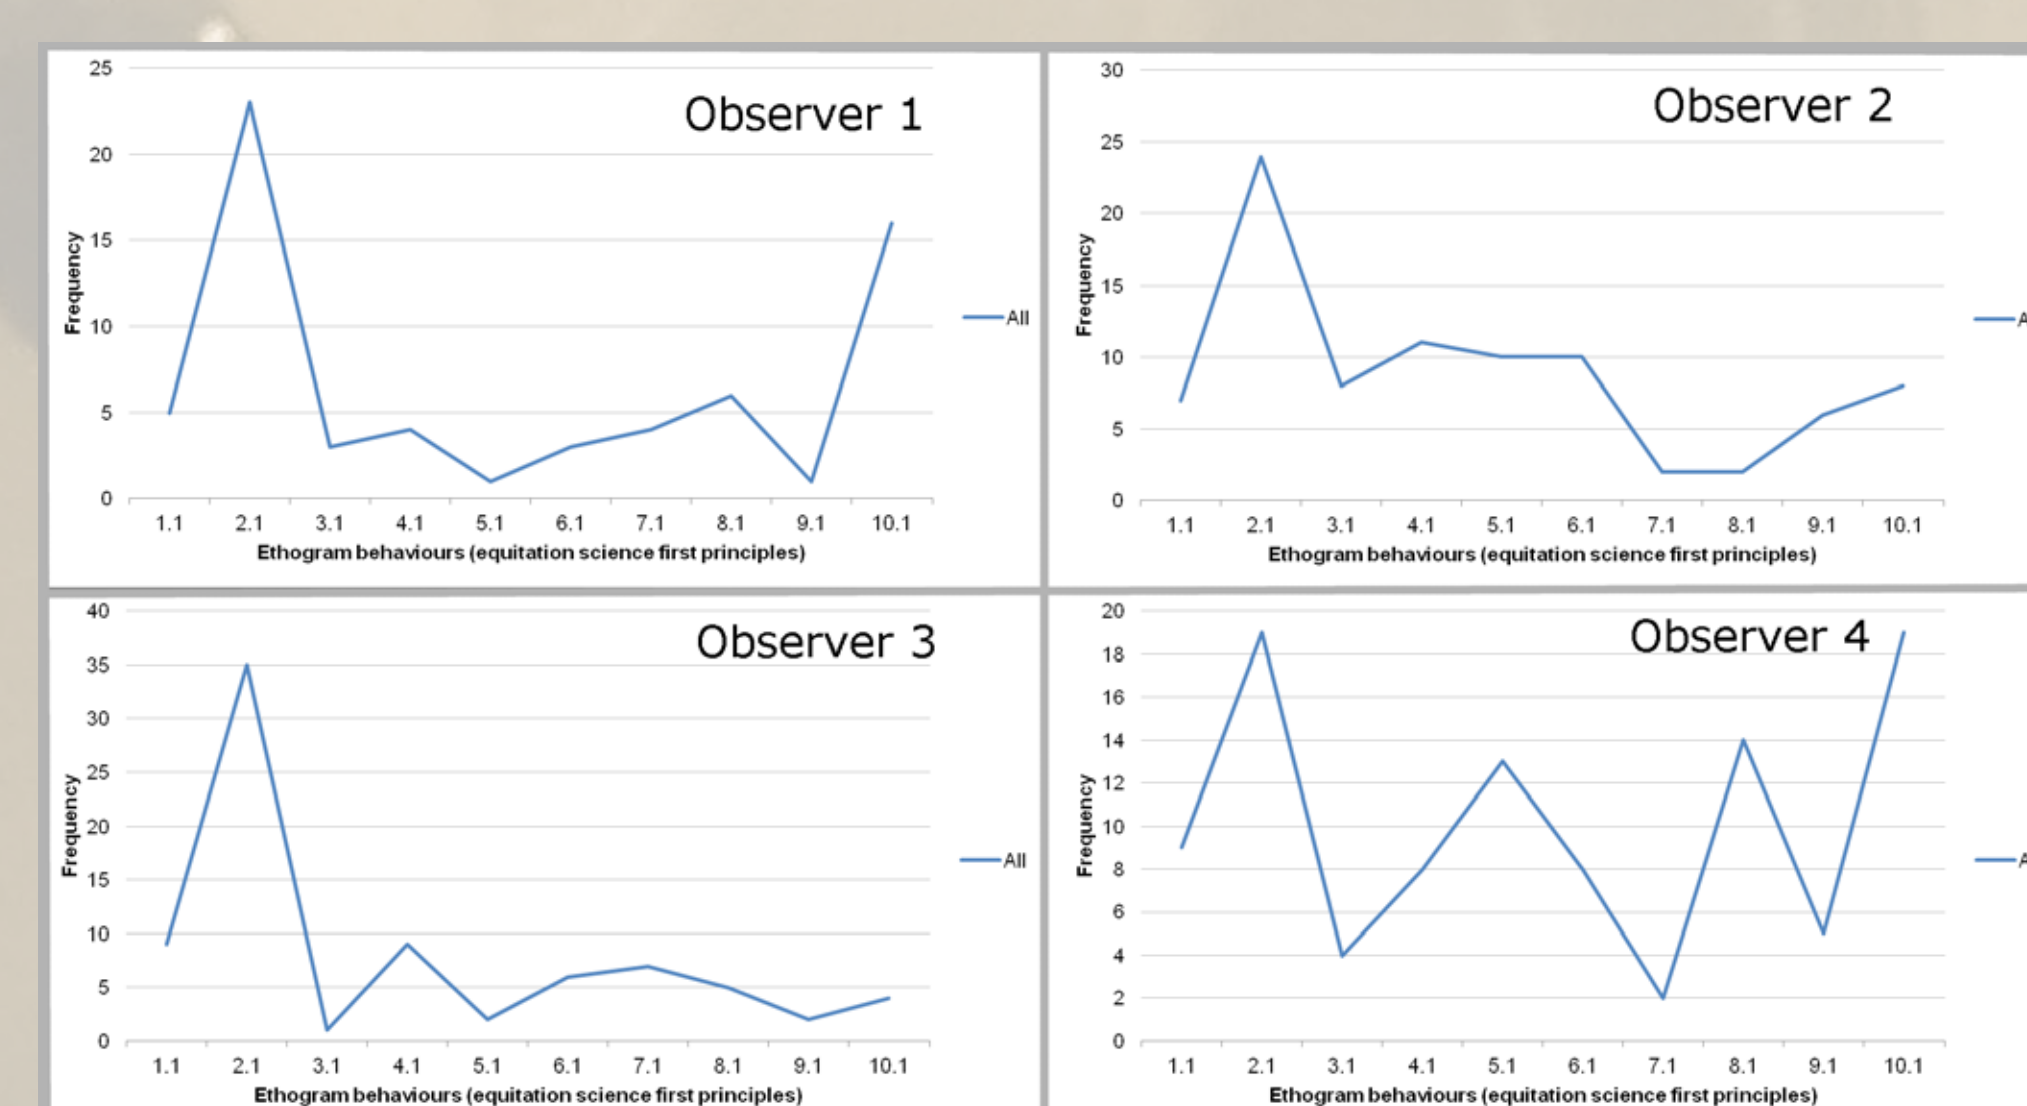 Observer 1
25
20
15
10
5
0
Frequency
1.1 2.1 3.1 4.1 5.1 6.1 7.1 8.1 9.1 10.1
Ethogram behaviours (equitation science first principles)
All
Observer 2
30
25
20
15
10
5
0
Frequency
1.1 2.1 3.1 4.1 5.1 6.1 7.1 8.1 9.1 10.1
Ethogram behaviours (equitation science first principles)
A
Observer 3
40
35
30
25
20
15
10
5
0
Frequency
1.1 2.1 3.1 4.1 5.1 6.1 7.1 8.1 9.1 10.1
Ethogram behaviours (equitation science first principles)
All
Observer 4
20
18
16
14
12
10
8
6
4
2
0
Frequency
1.1 2.1 3.1 4.1 5.1 6.1 7.1 8.1 9.1 10.1
Ethogram behaviours (equitation science first principles)
A